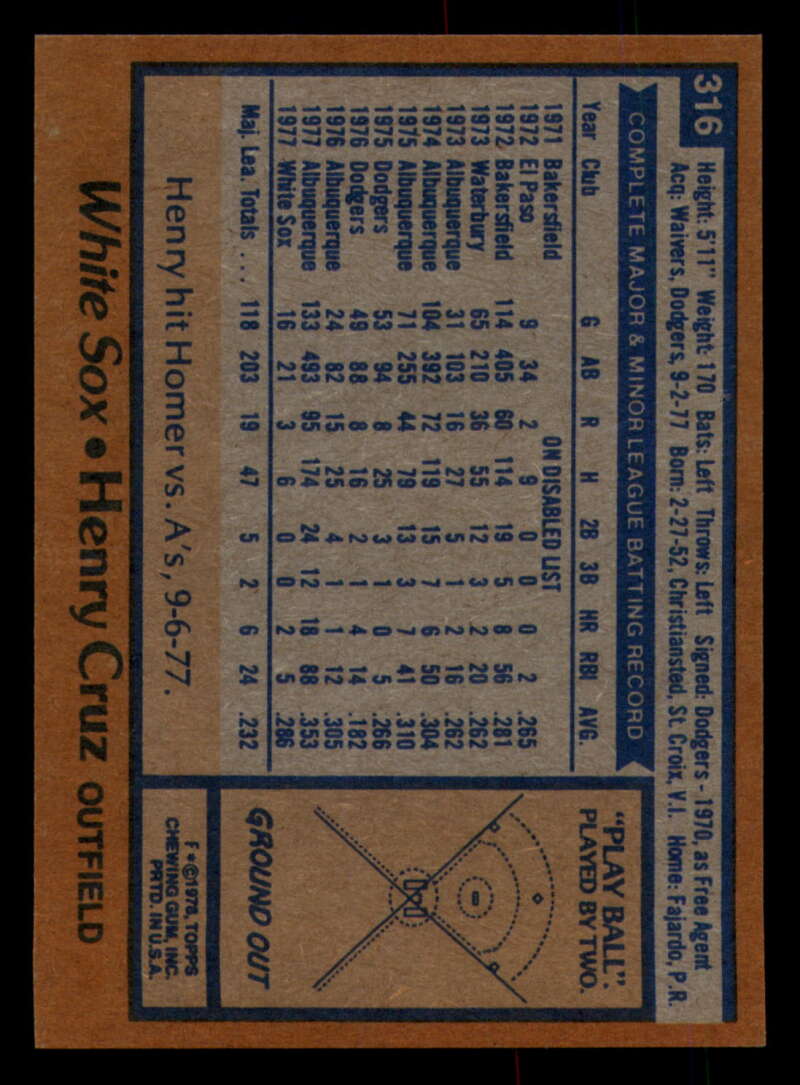 316
Height: 5'11" Weight: 170 Bats: Left Throws: Left Signed: Dodgers - 1970, as Free Agent
Acq: Waivers, Dodgers, 9-2-77 Born: 2-27-52, Christiansted, St. Croix, V.I. Home: Fajardo, P.R.
COMPLETE MAJOR & MINOR LEAGUE BATTING RECORD
Year Club G AB R H 2B 3B HR RBI AVG.
1971 Bakersfield ON DISABLED LIST
1972 El Paso 9 34 2 9 0 0 0 2 .265
1972 Bakersfield 114 405 60 114 19 5 8 56 .281
1973 Waterbury 65 210 36 55 12 3 2 20 .262
1973 Albuquerque 31 103 16 27 5 1 2 16 .262
1974 Albuquerque 104 392 72 119 15 7 6 50 .304
1975 Albuquerque 71 255 44 79 13 3 7 41 .310
1975 Dodgers 53 94 8 25 3 1 0 5 .266
1976 Dodgers 49 88 8 16 2 1 4 14 .182
1976 Albuquerque 24 82 15 25 4 1 1 12 .305
1977 Albuquerque 133 493 95 174 24 12 18 88 .353
1977 White Sox 16 21 3 6 0 0 2 5 .286
Maj. Lea. Totals . . . 118 203 19 47 5 2 6 24 .232
Henry hit Homer vs. A's, 9-6-77.
"PLAY BALL":
PLAYED BY TWO.
GROUND OUT
F*©1978, TOPPS
CHEWING GUM, INC.
PRTD. IN U.S.A.
White Sox • Henry Cruz OUTFIELD